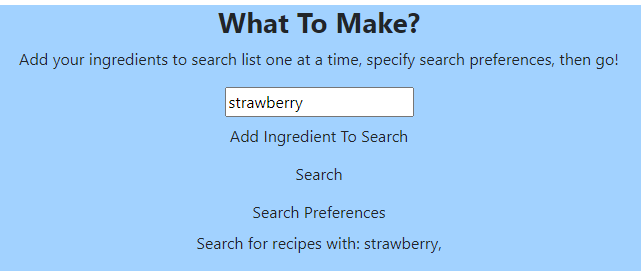 What To Make?
Add your ingredients to search list one at a time, specify search preferences, then go!
strawberry
Add Ingredient To Search
Search
Search Preferences
Search for recipes with: strawberry,